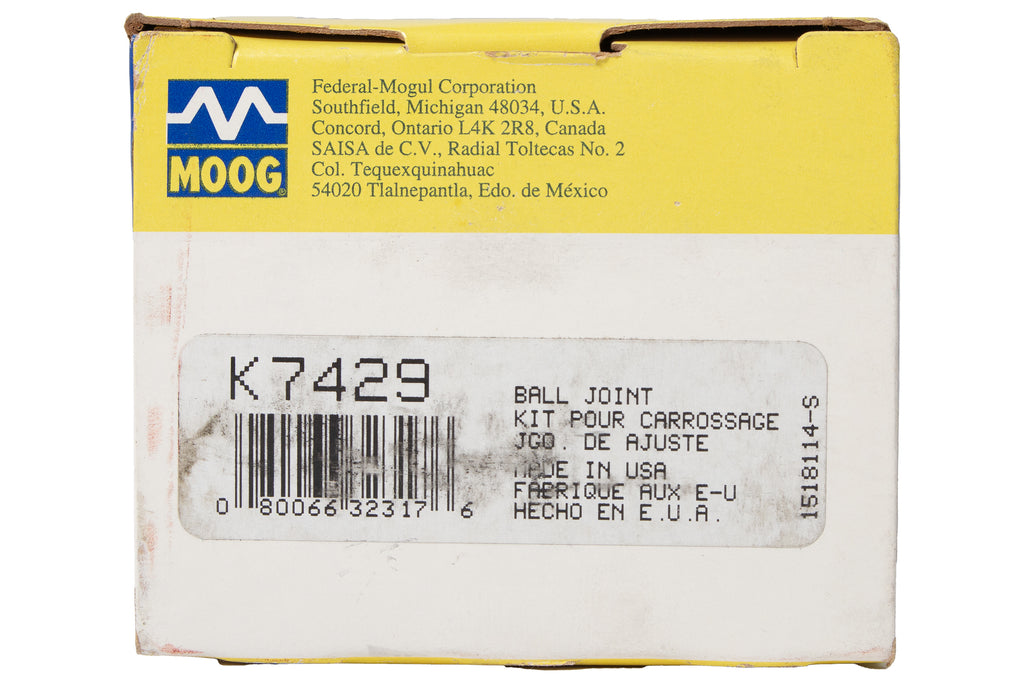 MOOG®
Federal-Mogul Corporation
Southfield, Michigan 48034, U.S.A.
Concord, Ontario L4K 2R8, Canada
SAISA de C.V., Radial Toltecas No. 2
Col. Tequexquinahuac
54020 Tlalnepantla, Edo. de México
K7429
0 80066 32317 6
BALL JOINT
KIT POUR CARROSSAGE
JGO. DE AJUSTE
MADE IN USA
FABRIQUE AUX E-U
HECHO EN E.U.A.
1518114-S